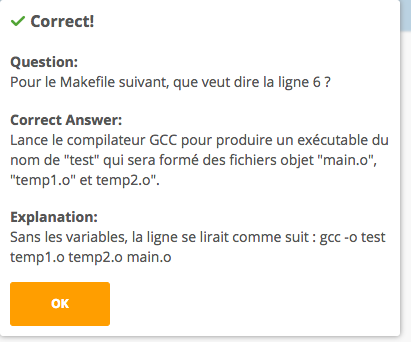 Correct!
Question:
Pour le Makefile suivant, que veut dire la ligne 6 ?
Correct Answer:
Lance le compilateur GCC pour produire un exécutable du
nom de "test" qui sera formé des fichiers objet "main.o",
"temp1.o" et temp2.o".
Explanation:
Sans les variables, la ligne se lirait comme suit : gcc -o test
temp1.o temp2.o main.o
OK